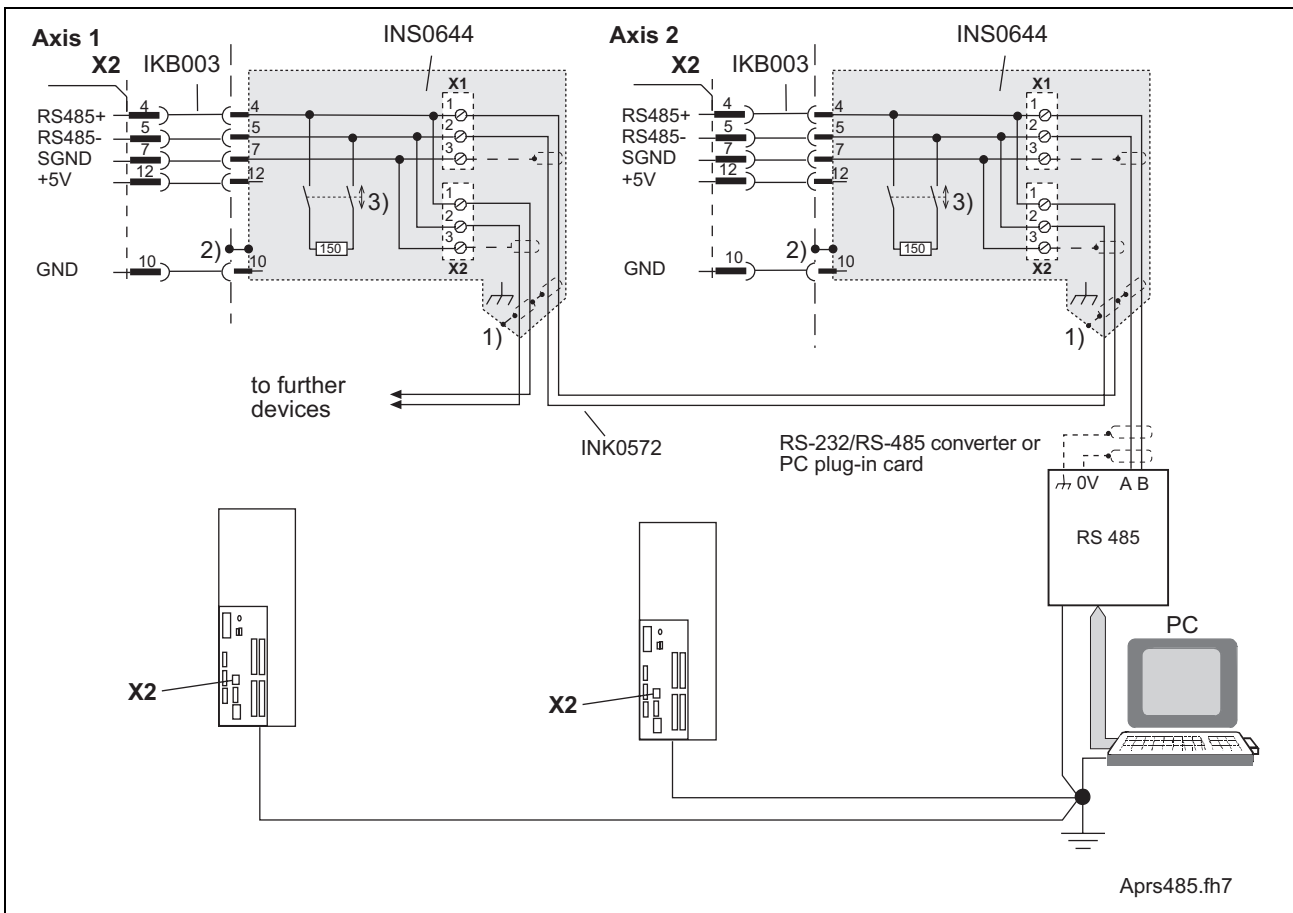 Axis 1
X2 IKB003
INS0644
RS485+ 4 4
RS485- 5 5
SGND 7 7
+5V 12 12
GND 10 10
X1
1
2
3
1
2
3
X2
150
3)
2)
1)
Axis 2
X2 IKB003
INS0644
RS485+ 4 4
RS485- 5 5
SGND 7 7
+5V 12 12
GND 10 10
X1
1
2
3
1
2
3
X2
150
3)
2)
1)
to further
devices
INK0572
RS-232/RS-485 converter or
PC plug-in card
0V A B
RS 485
PC
X2
X2
Aprs485.fh7